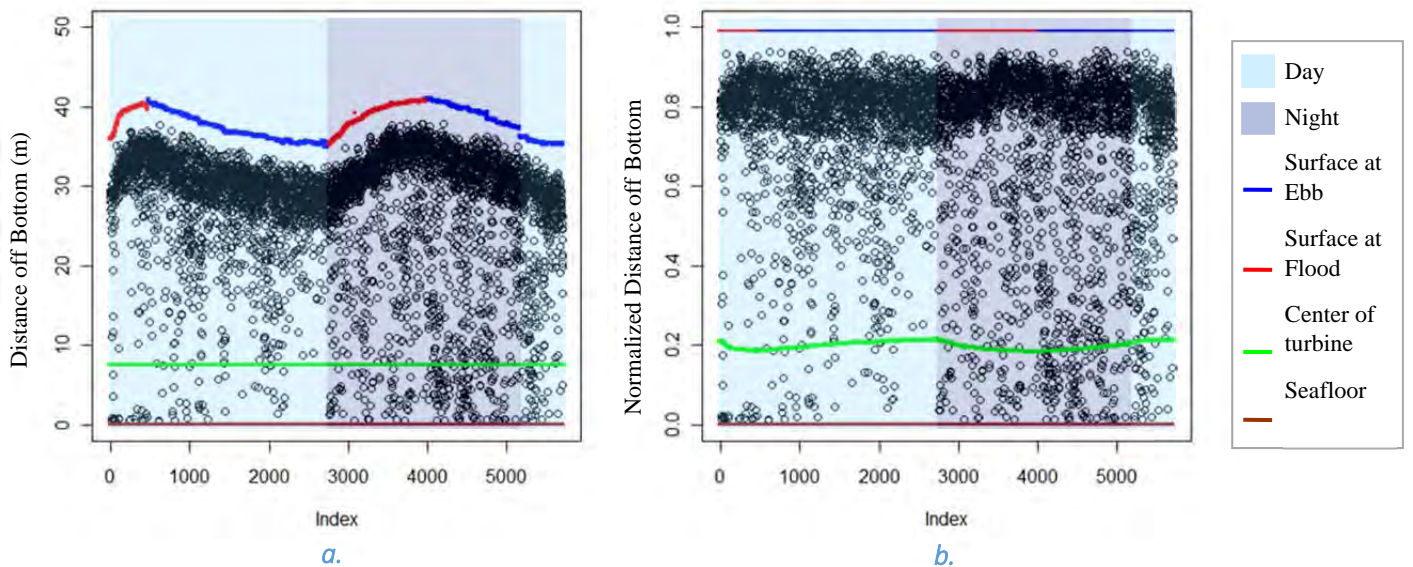 Distance off Bottom (m)
50
40
30
20
10
0
0 1000 2000 3000 4000 5000
Index
a.
Normalized Distance off Bottom
1.0
0.8
0.6
0.4
0.2
0.0
0 1000 2000 3000 4000 5000
Index
b.
Day
Night
Surface at
Ebb
Surface at
Flood
Center of
turbine
Seafloor